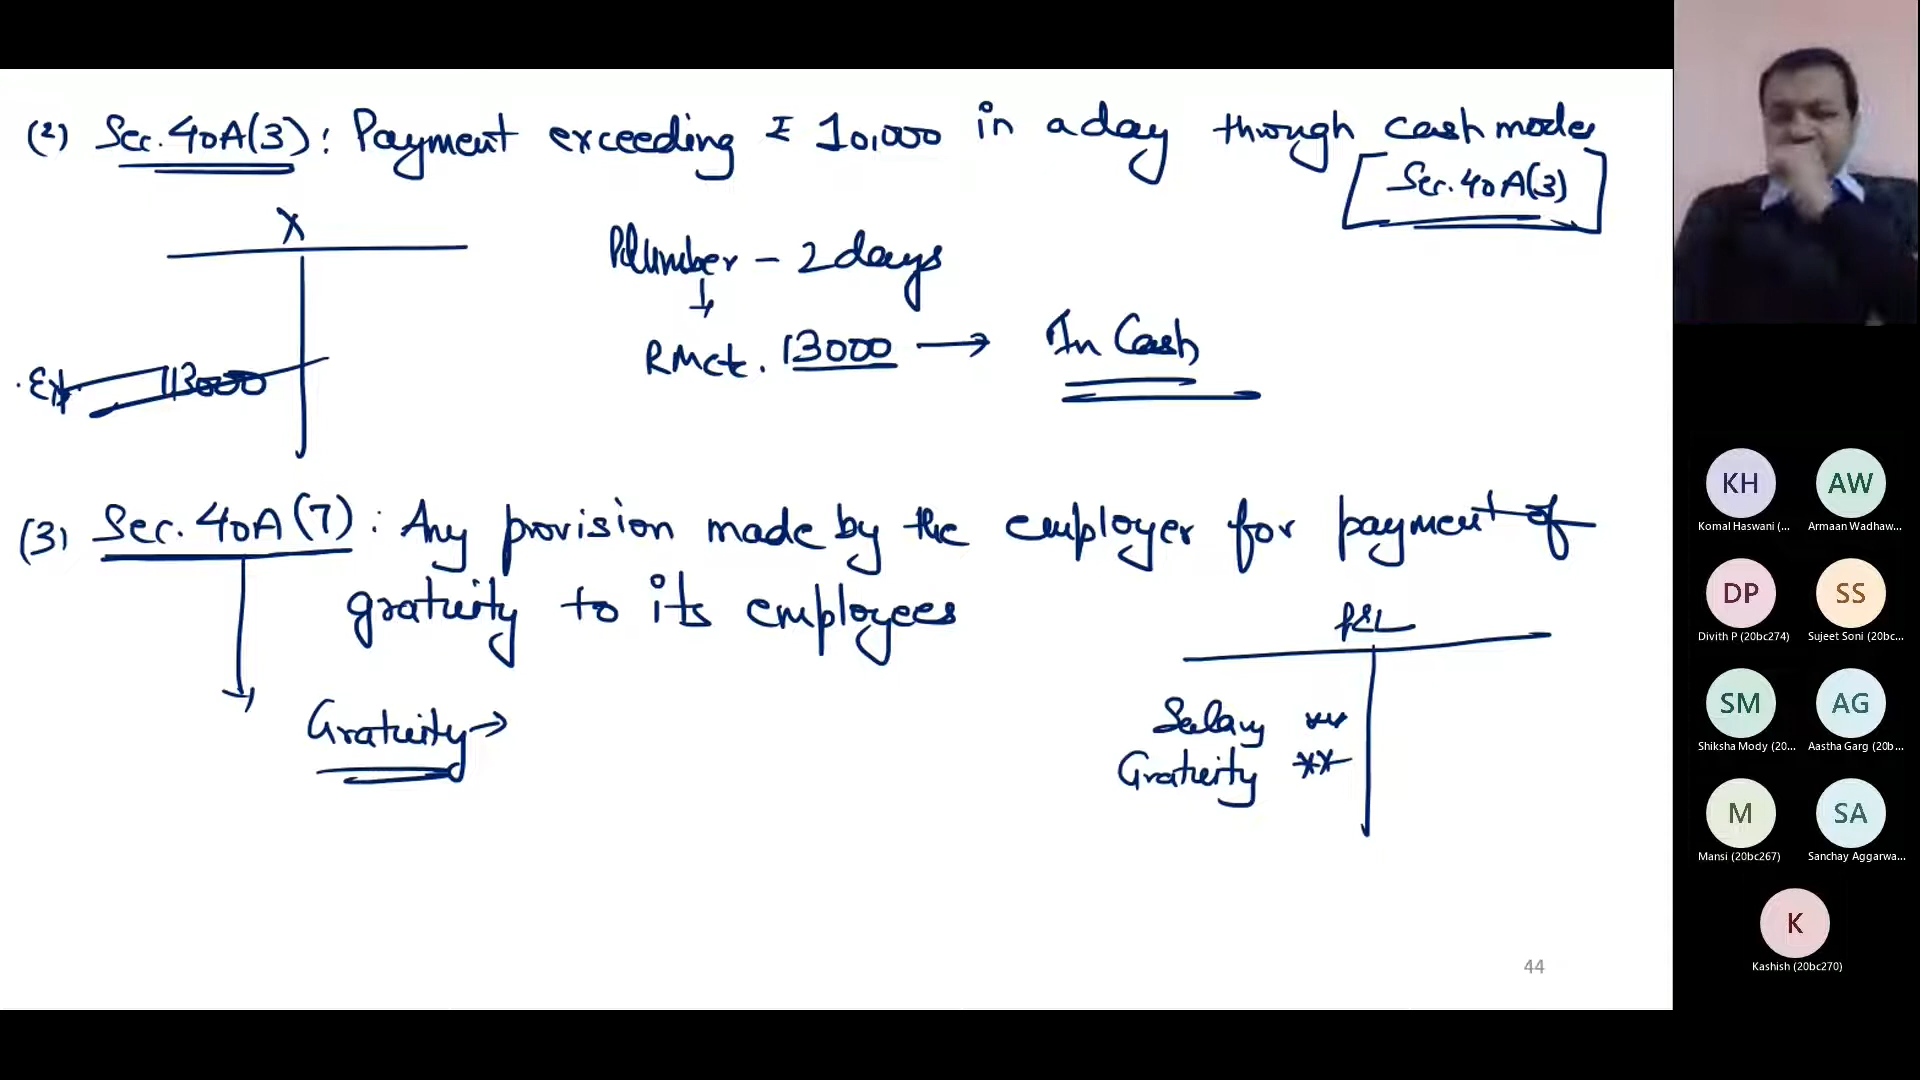 (2) Sec. 40A(3): Payment exceeding ₹ 10,000 in a day through cash mode
[Sec. 40A(3)]
X
Plumber - 2 days
RMct. 13000 → In Cash
Ex 13000
(3) Sec. 40A(7): Any provision made by the employer for payment of
gratuity to its employees
P&L
Gratuity →
Salary **
Gratuity **
44
KH
AW
Komal Haswani (...
Armaan Wadhaw...
DP
SS
Divith P (20bc274)
Sujeet Soni (20bc...
SM
AG
Shiksha Mody (20...
Aastha Garg (20b...
M
SA
Mansi (20bc267)
Sanchay Aggarwa...
K
Kashish (20bc270)